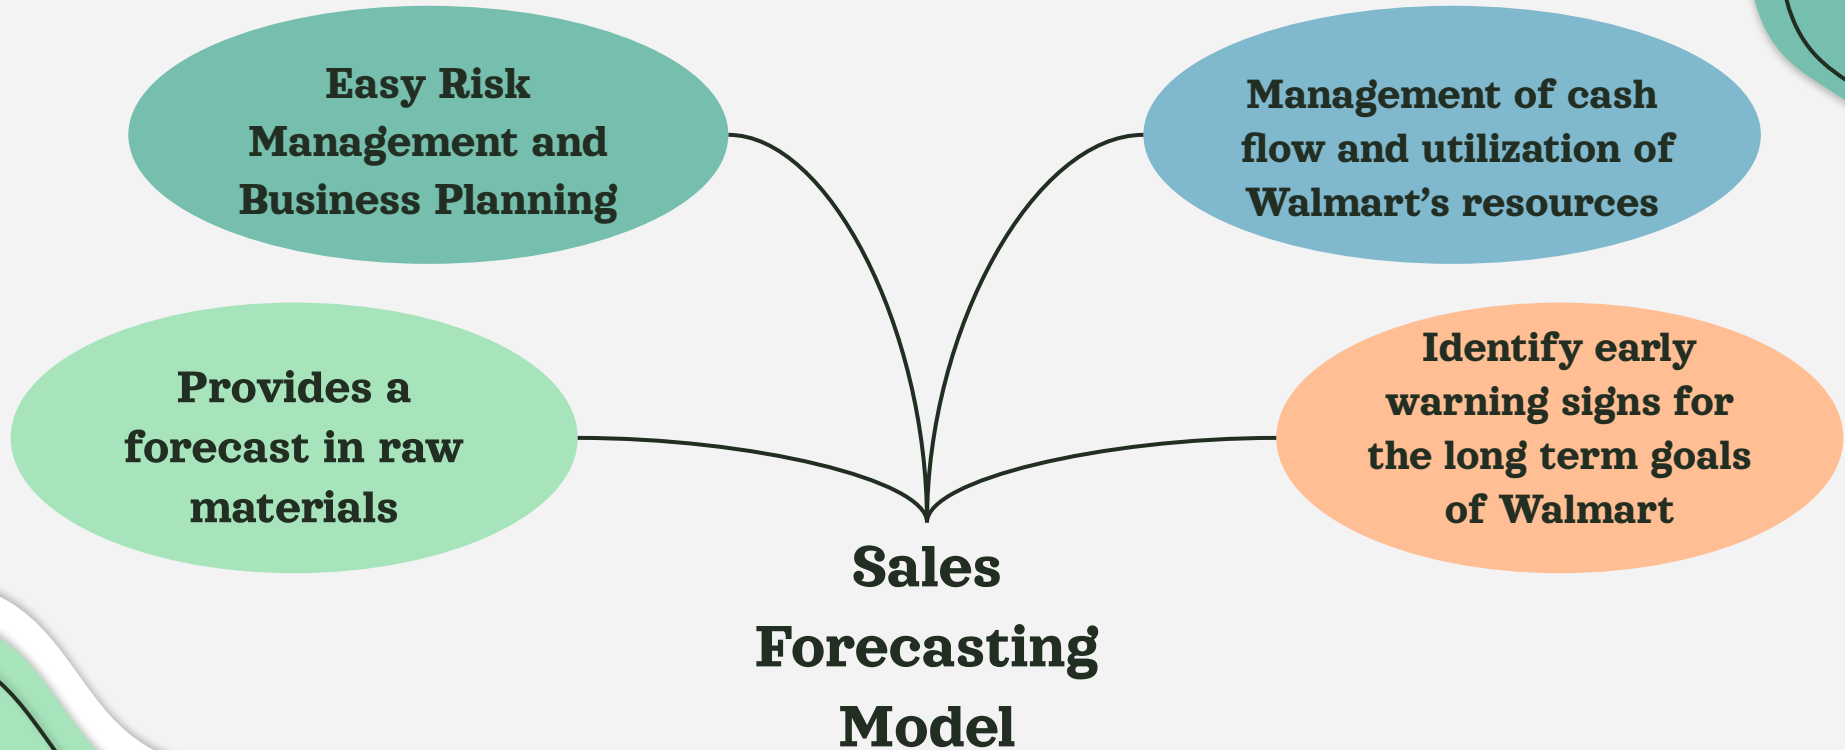 Easy Risk
Management and
Business Planning
Management of cash
flow and utilization of
Walmart’s resources
Provides a
forecast in raw
materials
Identify early
warning signs for
the long term goals
of Walmart
Sales
Forecasting
Model